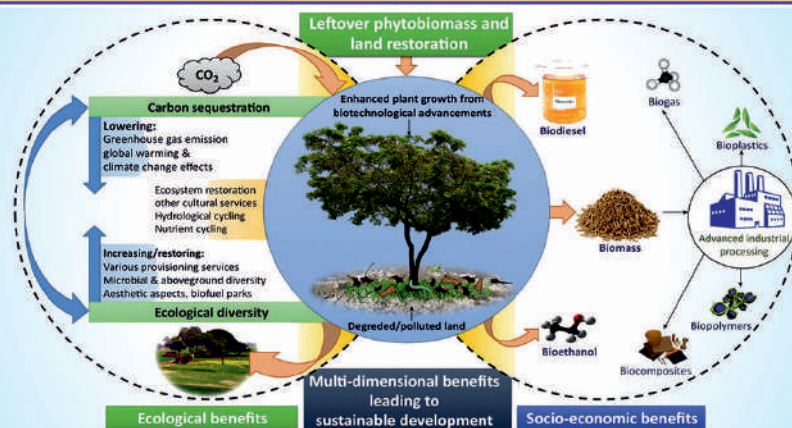 Leftover phytobiomass and
land restoration
CO2
Carbon sequestration
Lowering:
Greenhouse gas emission
global warming &
climate change effects
Ecosystem restoration
other cultural services
Hydrological cycling
Nutrient cycling
Increasing/restoring:
Various provisioning services
Microbial & aboveground diversity
Aesthetic aspects, biofuel parks
Ecological diversity
Enhanced plant growth from
biotechnological advancements
Degreded/polluted land
Biodiesel
Biomass
Bioethanol
Biogas
Bioplastics
Advanced industrial
processing
Biopolymers
Biocomposites
Ecological benefits
Multi-dimensional benefits
leading to
sustainable development
Socio-economic benefits